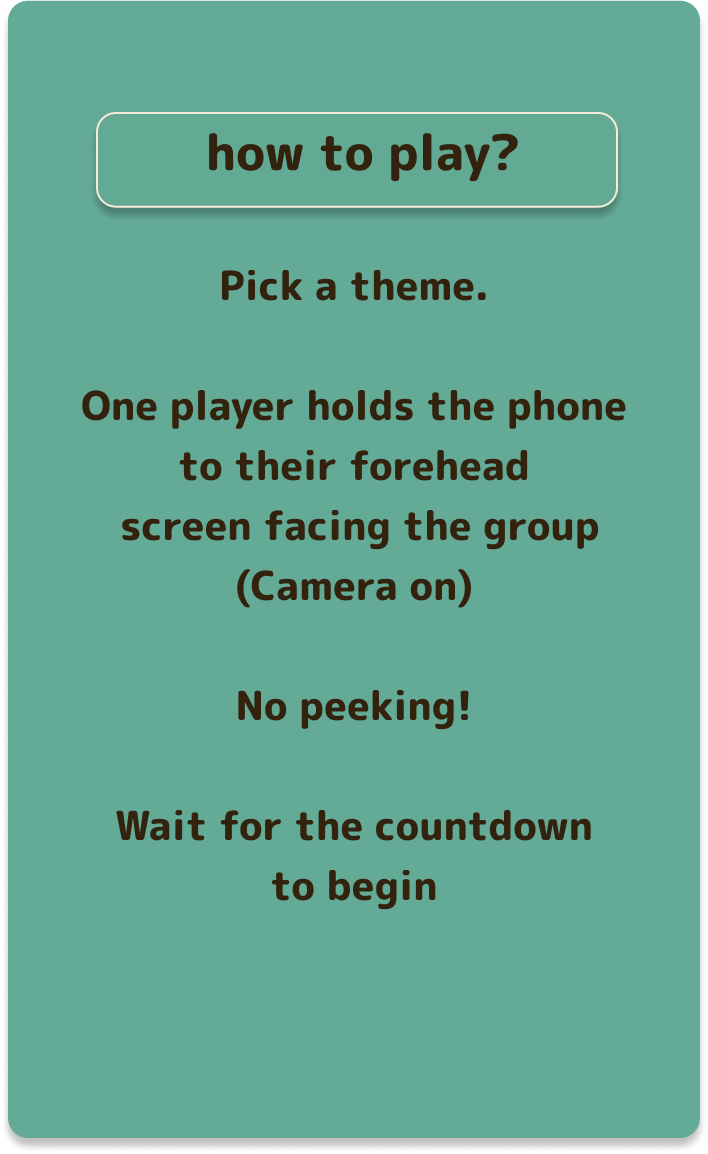 how to play?
Pick a theme.
One player holds the phone
to their forehead
screen facing the group
(Camera on)
No peeking!
Wait for the countdown
to begin